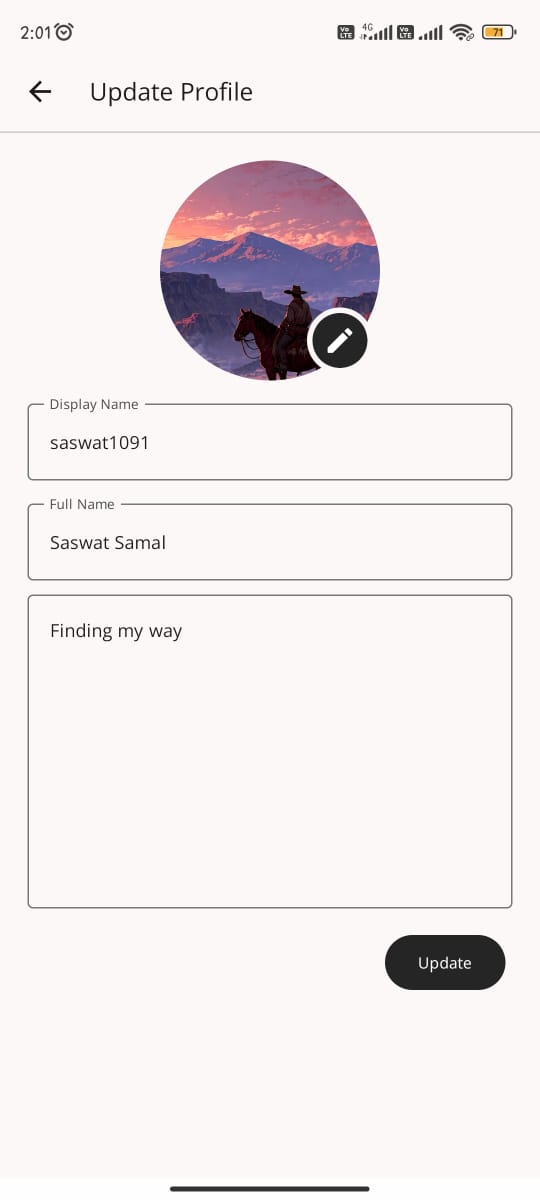 2:01
Vo
LTE
4G
Vo
LTE
71
Update Profile
Display Name
saswat1091
Full Name
Saswat Samal
Finding my way
Update